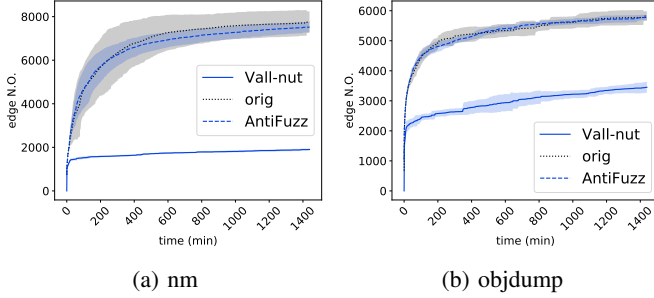 8000
6000
4000
2000
0
edge N.O.
Vall-nut
orig
AntiFuzz
0
200
400
600
800
1000
1200
1400
time (min)
(a) nm
6000
5000
4000
3000
2000
1000
0
edge N.O.
Vall-nut
orig
AntiFuzz
0
200
400
600
800
1000
1200
1400
time (min)
(b) objdump